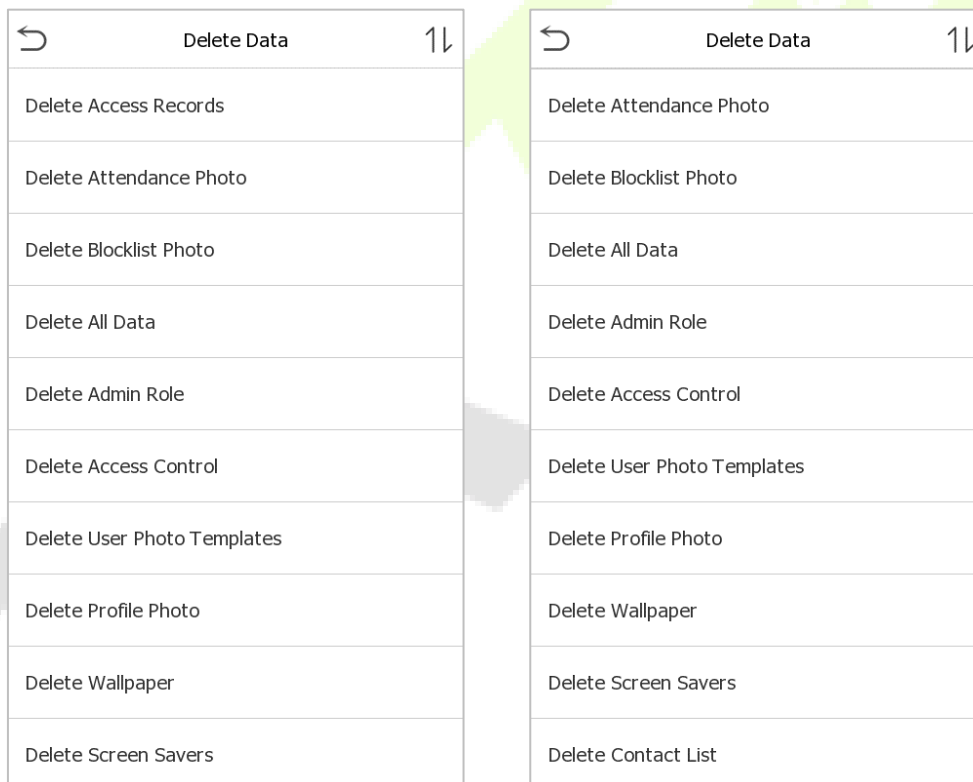 Delete Data
Delete Access Records
Delete Attendance Photo
Delete Blocklist Photo
Delete All Data
Delete Admin Role
Delete Access Control
Delete User Photo Templates
Delete Profile Photo
Delete Wallpaper
Delete Screen Savers
Delete Data
Delete Attendance Photo
Delete Blocklist Photo
Delete All Data
Delete Admin Role
Delete Access Control
Delete User Photo Templates
Delete Profile Photo
Delete Wallpaper
Delete Screen Savers
Delete Contact List